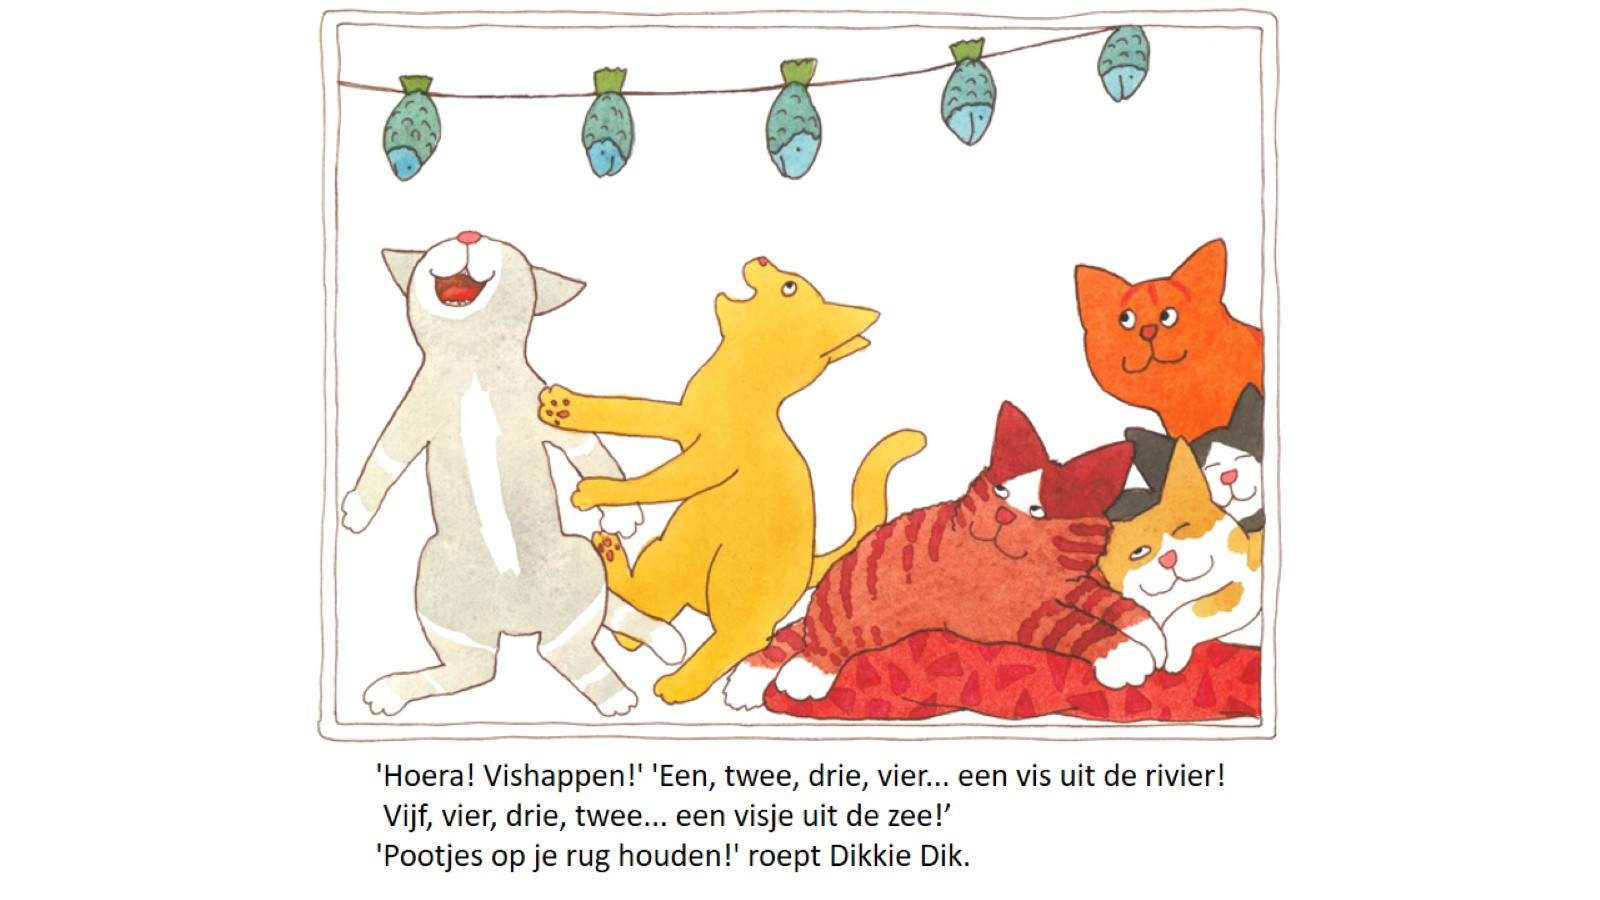 'Hoera! Vishappen!' 'Een, twee, drie, vier... een vis uit de rivier!
Vijf, vier, drie, twee... een visje uit de zee!’
'Pootjes op je rug houden!' roept Dikkie Dik.